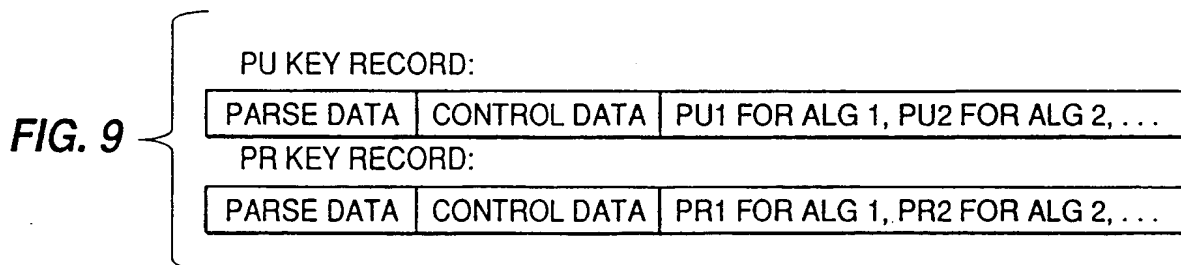 PU KEY RECORD:
PARSE DATA CONTROL DATA PU1 FOR ALG 1, PU2 FOR ALG 2, . . .
FIG. 9
PR KEY RECORD:
PARSE DATA CONTROL DATA PR1 FOR ALG 1, PR2 FOR ALG 2, . . .